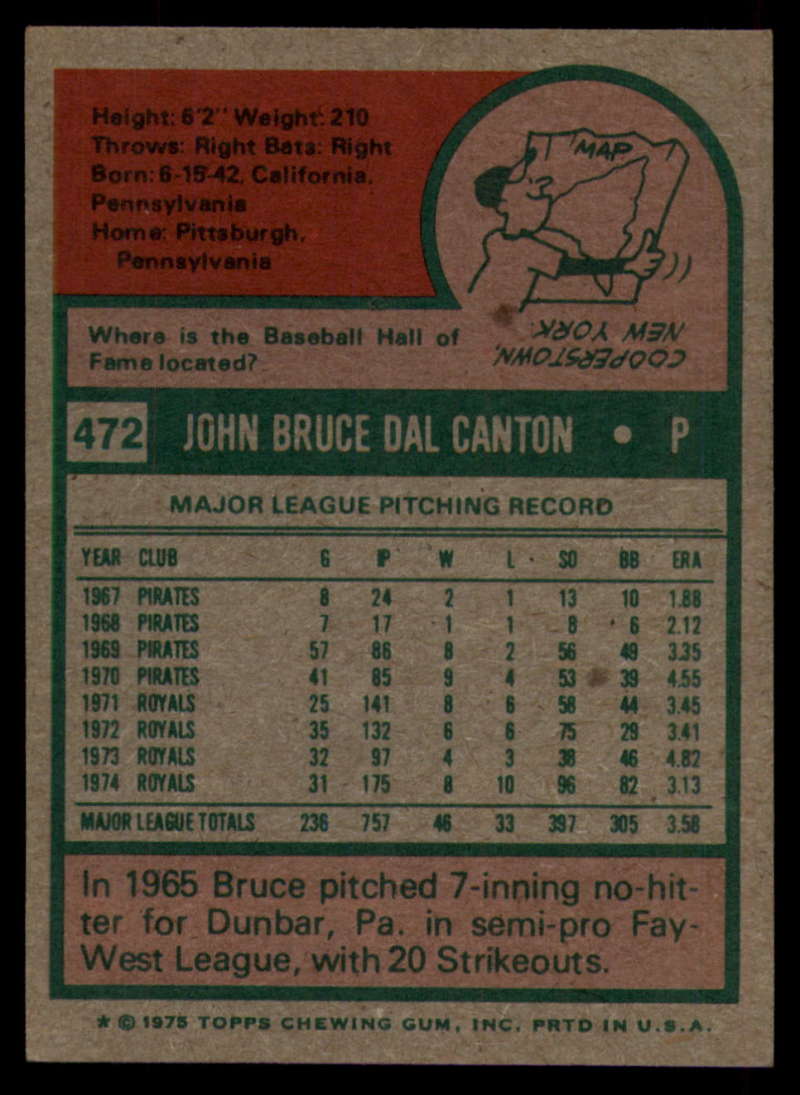 Height: 6'2" Weight: 210
Throws: Right Bats: Right
Born: 6-15-42, California,
Pennsylvania
Home: Pittsburgh,
Pennsylvania
MAP
Where is the Baseball Hall of
Fame located?
COOPERSTOWN,
NEW YORK.
472 JOHN BRUCE DAL CANTON • P
MAJOR LEAGUE PITCHING RECORD
YEAR CLUB G IP W L SO BB ERA
1967 PIRATES 8 24 2 1 13 10 1.88
1968 PIRATES 7 17 1 1 8 6 2.12
1969 PIRATES 57 86 8 2 56 49 3.35
1970 PIRATES 41 85 9 4 53 39 4.55
1971 ROYALS 25 141 8 6 58 44 3.45
1972 ROYALS 35 132 6 6 75 29 3.41
1973 ROYALS 32 97 4 3 38 46 4.82
1974 ROYALS 31 175 8 10 96 82 3.13
MAJOR LEAGUE TOTALS 236 757 46 33 397 305 3.58
In 1965 Bruce pitched 7-inning no-hit-
ter for Dunbar, Pa. in semi-pro Fay-
West League, with 20 Strikeouts.
* © 1975 TOPPS CHEWING GUM, INC. PRTD IN U.S.A.